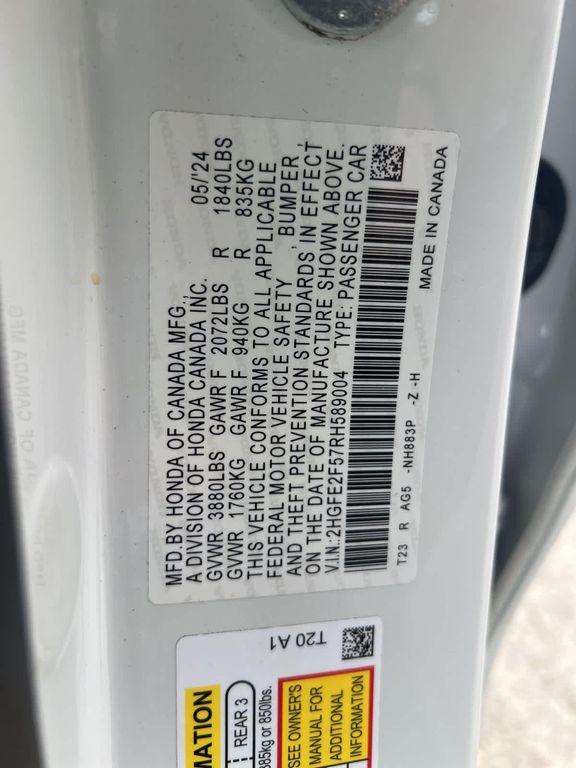 MFD.BY HONDA OF CANADA MFG.,
A DIVISION OF HONDA CANADA INC. 05/'24
GVWR 3880LBS GAWR F 2072LBS R 1840LBS
GVWR 1760KG GAWR F 940KG R 835KG
THIS VEHICLE CONFORMS TO ALL APPLICABLE
FEDERAL MOTOR VEHICLE SAFETY , BUMPER,
AND THEFT PREVENTION STANDARDS, IN EFFECT
ON THE DATE OF MANUFACTURE SHOWN ABOVE.
V.I.N.:2HGFE2F57RH589004 TYPE: PASSENGER CAR
T23 R AG5 -NH883P -Z -H
MADE IN CANADA
T20 A1
MATION
REAR 3
385kg or 850lbs.
SEE OWNER'S
MANUAL FOR
ADDITIONAL
INFORMATION